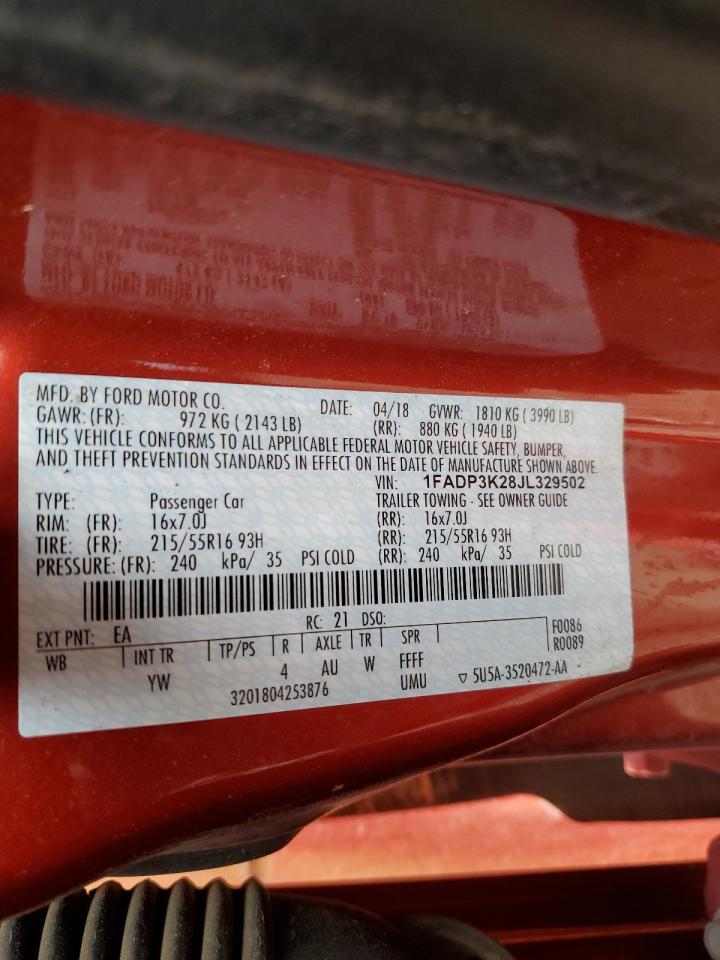 MFD. BY FORD MOTOR CO. DATE: 04/18 GVWR: 1810 KG ( 3990 LB)
GAWR: (FR): 972 KG ( 2143 LB) (RR): 880 KG ( 1940 LB)
THIS VEHICLE CONFORMS TO ALL APPLICABLE FEDERAL MOTOR VEHICLE SAFETY, BUMPER,
AND THEFT PREVENTION STANDARDS IN EFFECT ON THE DATE OF MANUFACTURE SHOWN ABOVE.
VIN: 1FADP3K28JL329502
TYPE: Passenger Car TRAILER TOWING - SEE OWNER GUIDE
RIM: (FR): 16x7.0J (RR): 16x7.0J
TIRE: (FR): 215/55R16 93H (RR): 215/55R16 93H
PRESSURE: (FR): 240 kPa/ 35 PSI COLD (RR): 240 kPa/ 35 PSI COLD
RC: 21 DSO:
EXT PNT: EA F0086
WB INT TR TP/PS R AXLE TR SPR R0089
YW 4 AU W FFFF
3201804253876 UMU ▽ 5U5A-3520472-AA